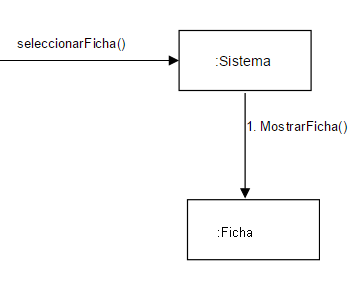 seleccionarFicha()
:Sistema
1. MostrarFicha()
:Ficha